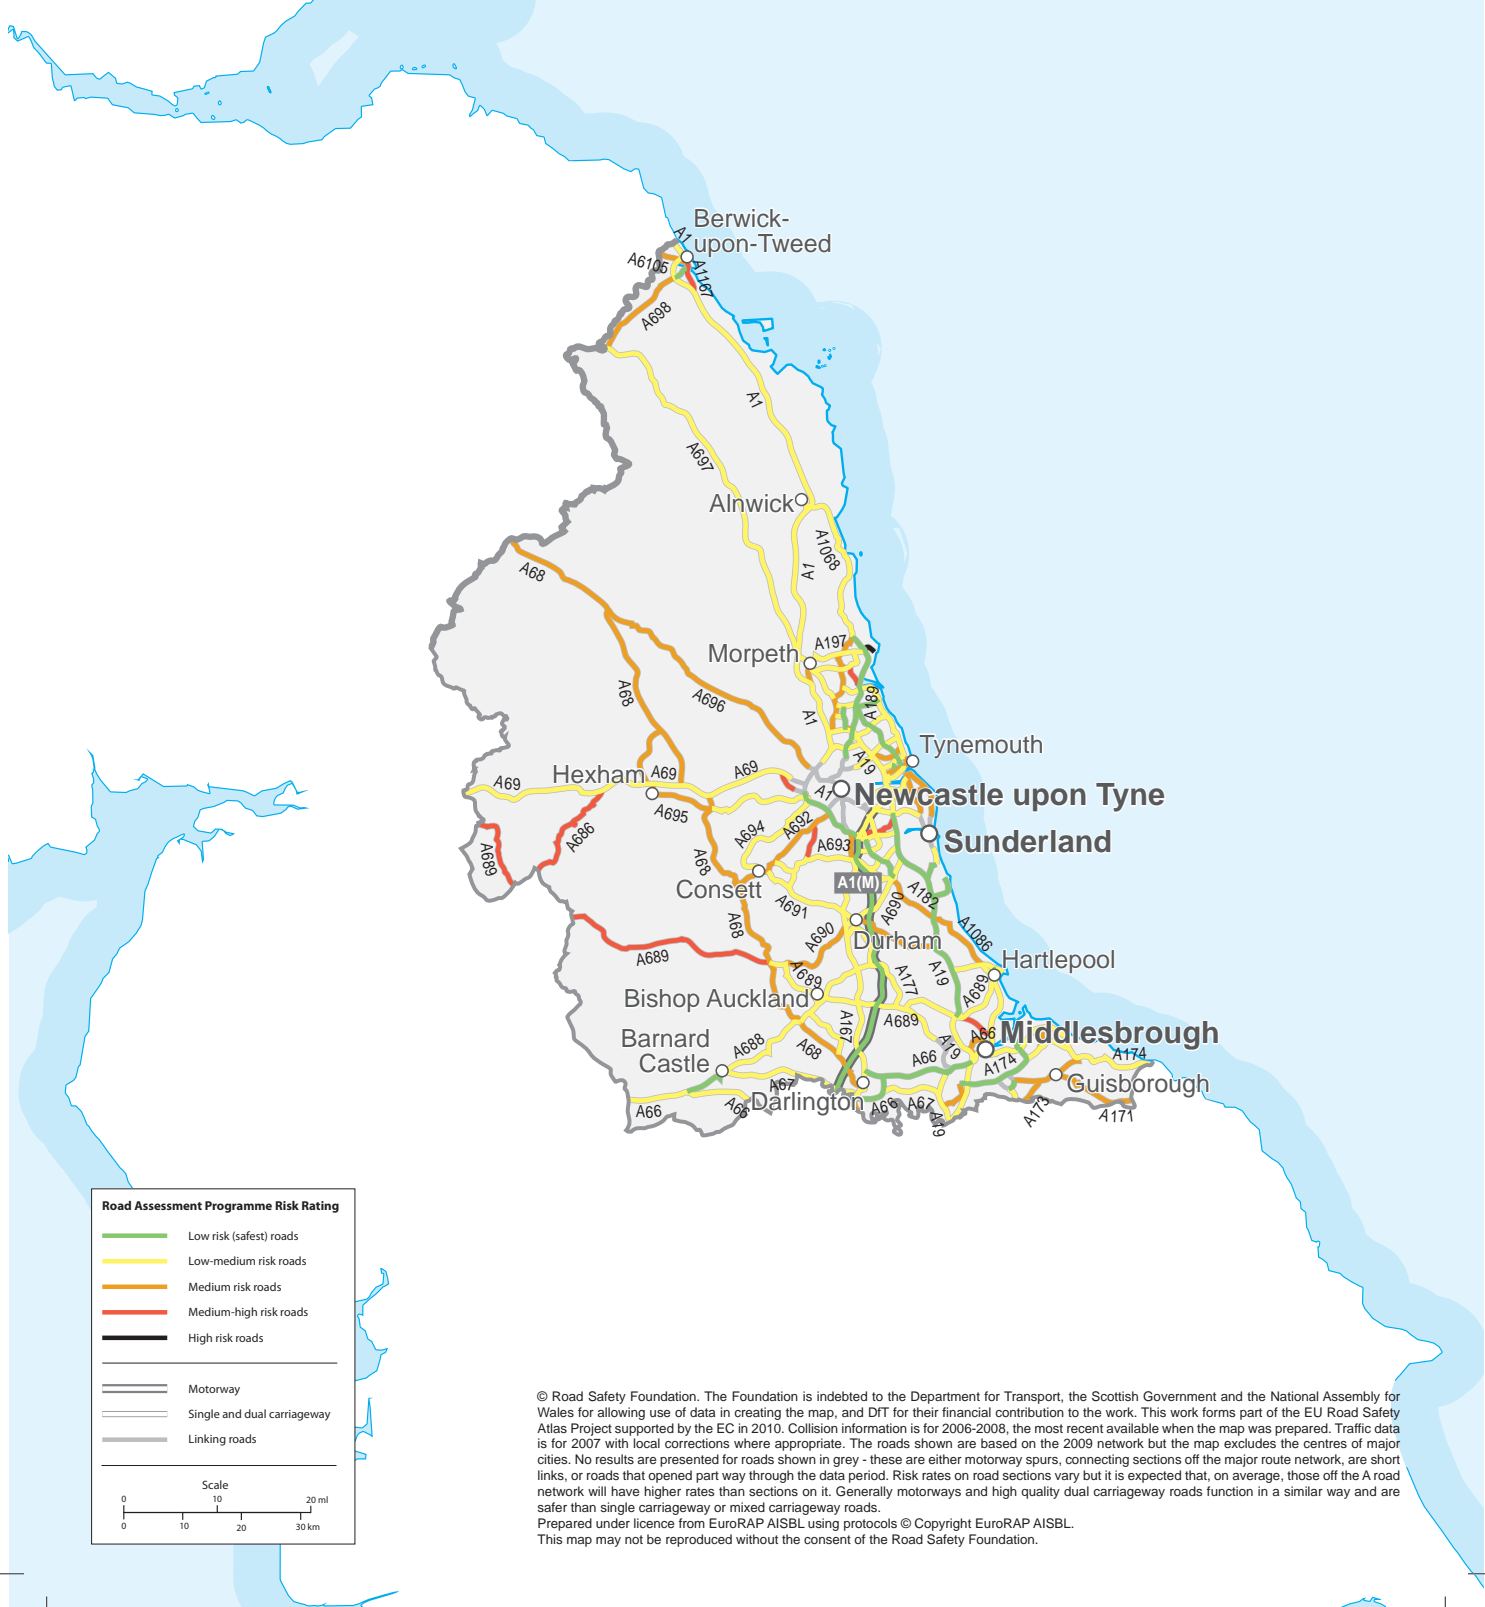 Berwick-
upon-Tweed
A1
A6105
A1167
A698
A1
A697
Alnwick
A1068
A1
A68
Morpeth
A197
A68
A696
A1
A189
Tynemouth
A19
Hexham
A69
A69
A69
A1
Newcastle upon Tyne
A695
A686
A694
A692
A693
Sunderland
A689
A68
Consett
A1(M)
A182
A691
A690
A68
A690
Durham
A1086
Hartlepool
A689
A689
A177
A19
A689
Bishop Auckland
A689
A167
Middlesbrough
A66
Barnard
Castle
A688
A68
A19
A66
A174
A174
A67
Guisborough
Darlington
A66
A66
A66
A67
A19
A173
A171
Road Assessment Programme Risk Rating
Low risk (safest) roads
Low-medium risk roads
Medium risk roads
Medium-high risk roads
High risk roads
Motorway
Single and dual carriageway
Linking roads
Scale
0 10 20 ml
0 10 20 30 km
© Road Safety Foundation. The Foundation is indebted to the Department for Transport, the Scottish Government and the National Assembly for
Wales for allowing use of data in creating the map, and DfT for their financial contribution to the work. This work forms part of the EU Road Safety
Atlas Project supported by the EC in 2010. Collision information is for 2006-2008, the most recent available when the map was prepared. Traffic data
is for 2007 with local corrections where appropriate. The roads shown are based on the 2009 network but the map excludes the centres of major
cities. No results are presented for roads shown in grey - these are either motorway spurs, connecting sections off the major route network, are short
links, or roads that opened part way through the data period. Risk rates on road sections vary but it is expected that, on average, those off the A road
network will have higher rates than sections on it. Generally motorways and high quality dual carriageway roads function in a similar way and are
safer than single carriageway or mixed carriageway roads.
Prepared under licence from EuroRAP AISBL using protocols © Copyright EuroRAP AISBL.
This map may not be reproduced without the consent of the Road Safety Foundation.